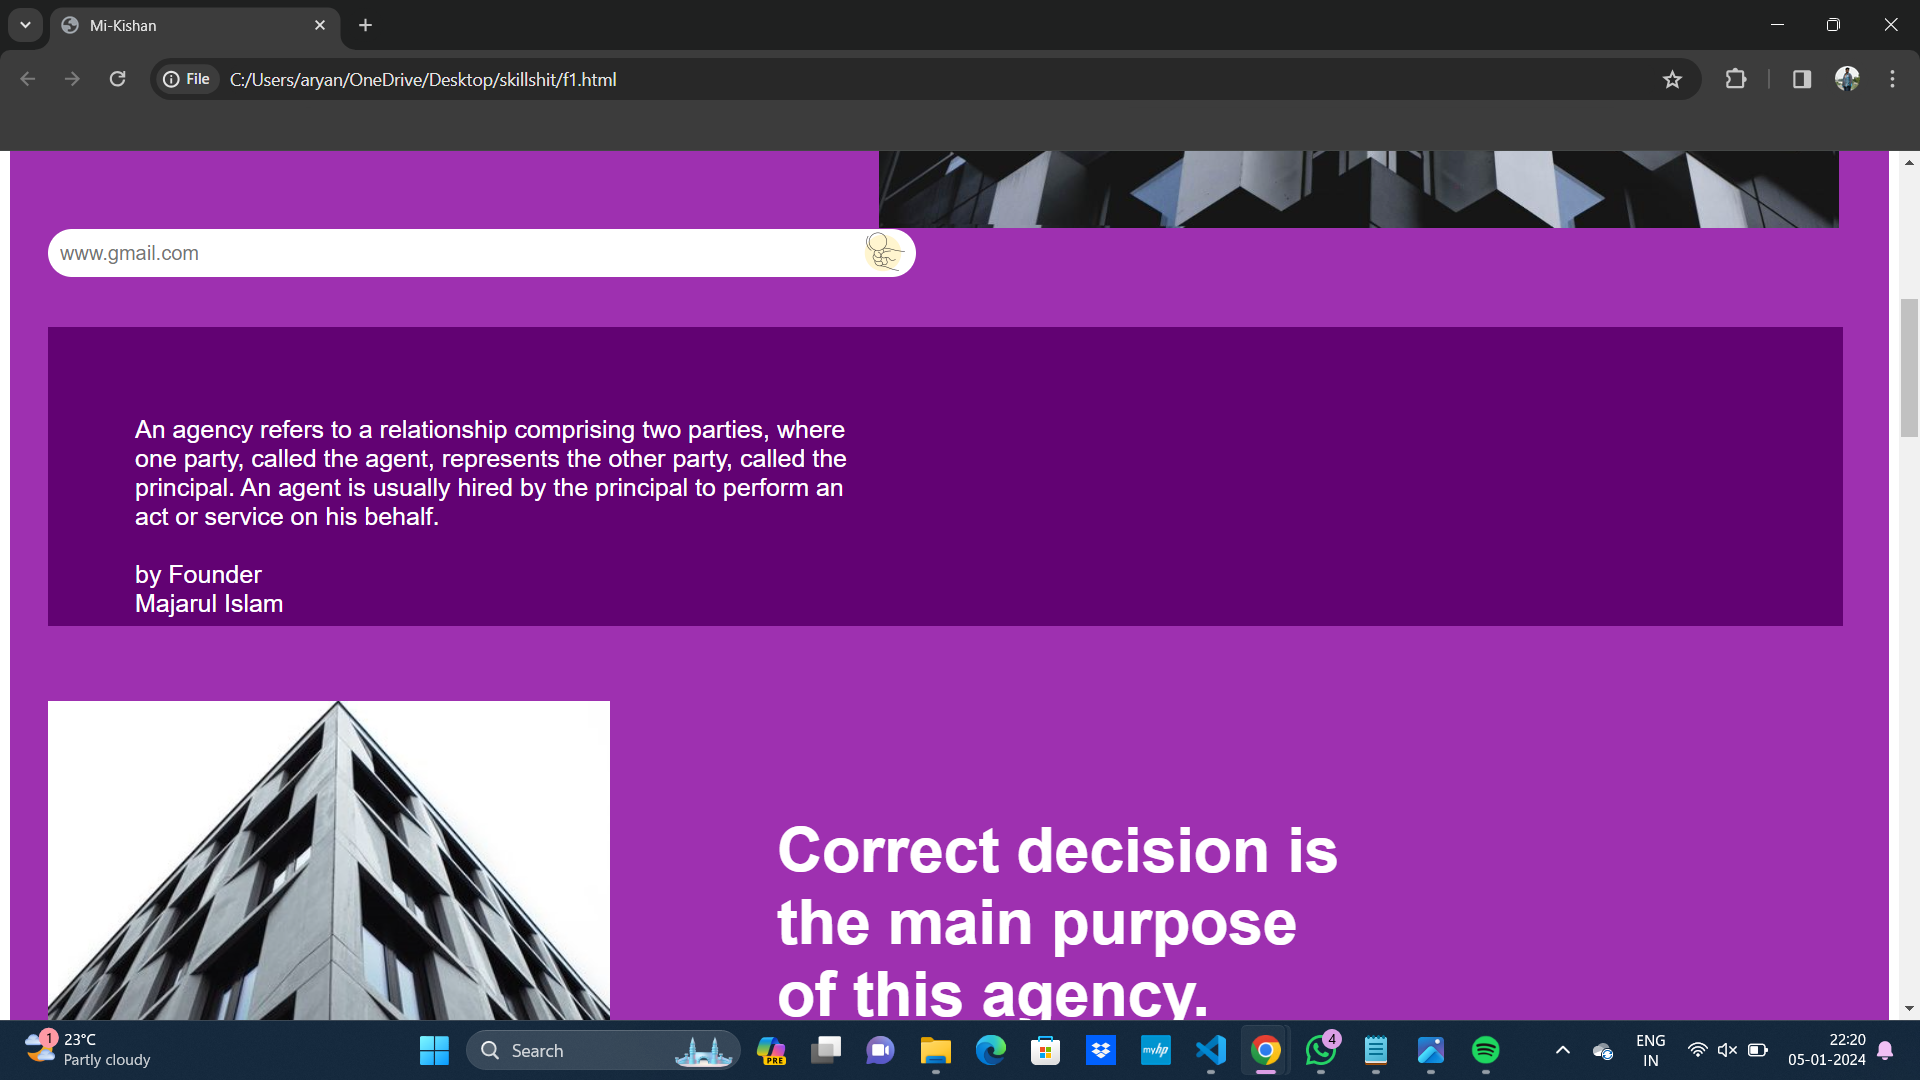 Mi-Kishan
File
C:/Users/aryan/OneDrive/Desktop/skillshit/f1.html
www.gmail.com
An agency refers to a relationship comprising two parties, where
one party, called the agent, represents the other party, called the
principal. An agent is usually hired by the principal to perform an
act or service on his behalf.
by Founder
Majarul Islam
Correct decision is
the main purpose
of this agency.
1
23°C
Partly cloudy
Search
PRE
myhp
4
ENG
IN
22:20
05-01-2024